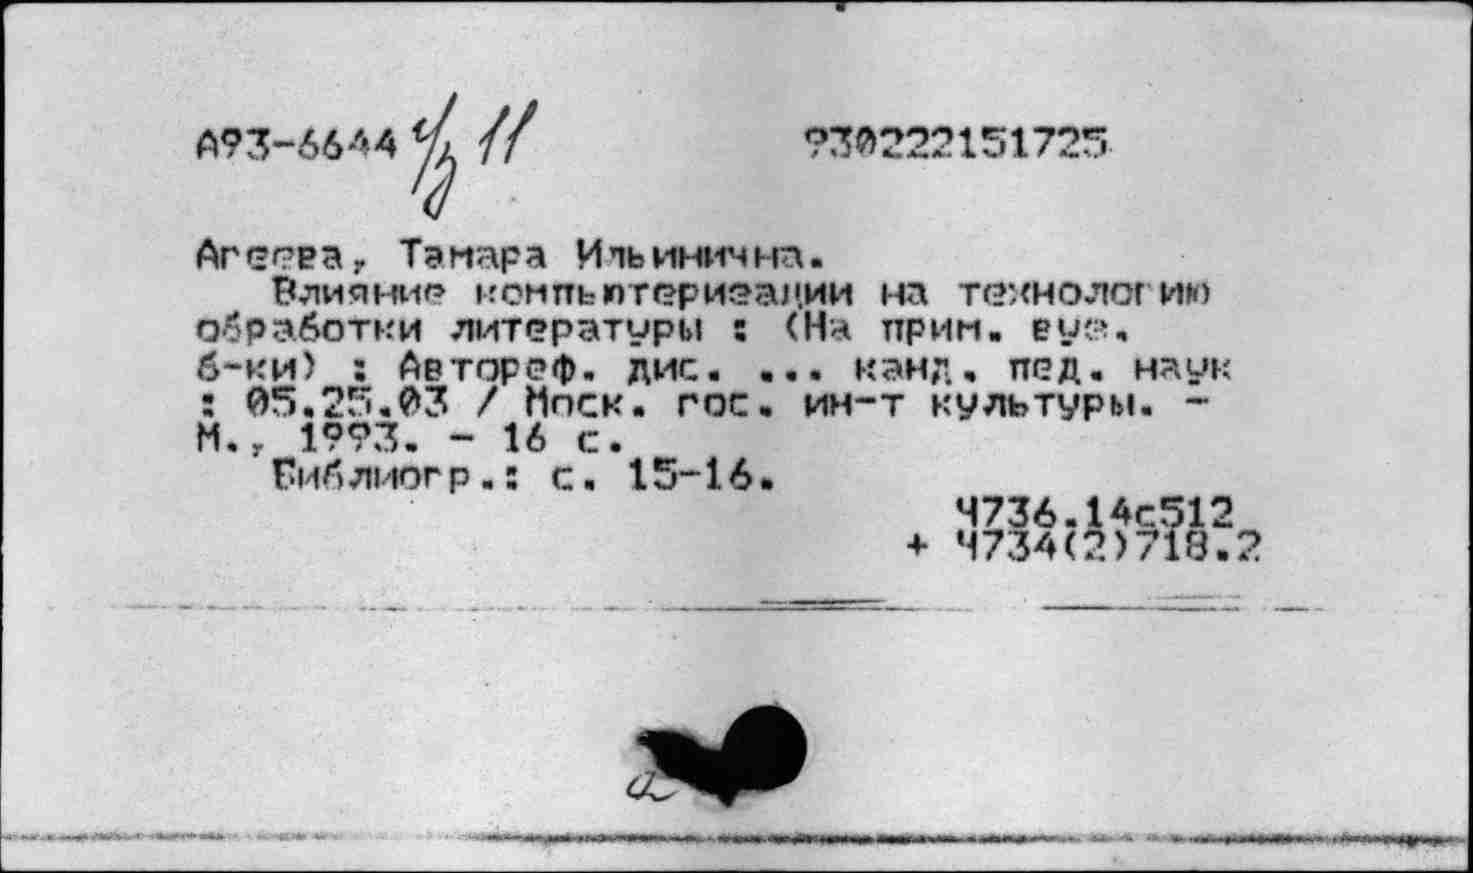 А93-6644 ч/з 11 930222151725
Агеева, Тамара Ильинична.
Влияние компьютеризации на технологию
обработки литературы : (На прим. вуз.
б-ки) : Автореф. дис. ... канд. пед. наук
: 05.25.03 / Моск. гос. ин-т культуры. -
М., 1993. - 16 с.
Библиогр.: с. 15-16.
Ч736.14с512
+ Ч734(2)718.2